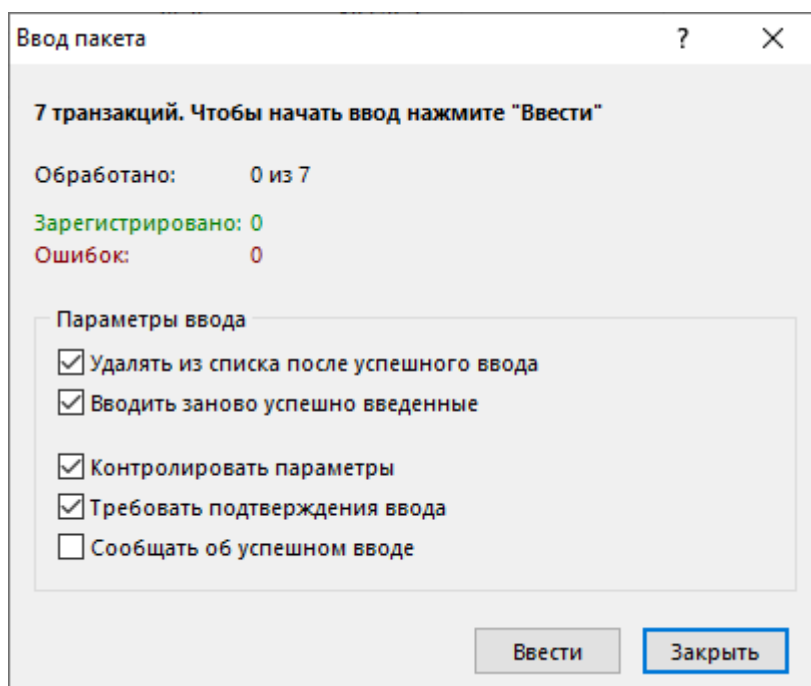 Ввод пакета
?
7 транзакций. Чтобы начать ввод нажмите "Ввести"
Обработано: 0 из 7
Зарегистрировано: 0
Ошибок: 0
Параметры ввода
Удалять из списка после успешного ввода
Вводить заново успешно введенные
Контролировать параметры
Требовать подтверждения ввода
Сообщать об успешном вводе
Ввести Закрыть